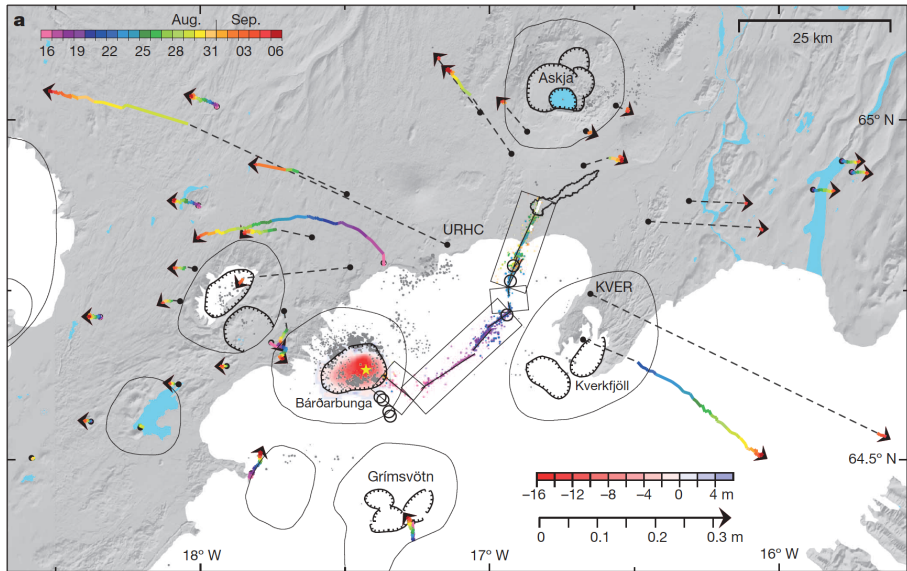 a
Aug. Sep.
16 19 22 25 28 31 03 06
25 km
Askja
65° N
URHC
KVER
Bárðarbunga
Kverkfjöll
64.5° N
Grímsvötn
−16 −12 −8 −4 0 4 m
0 0.1 0.2 0.3 m
18° W 17° W 16° W